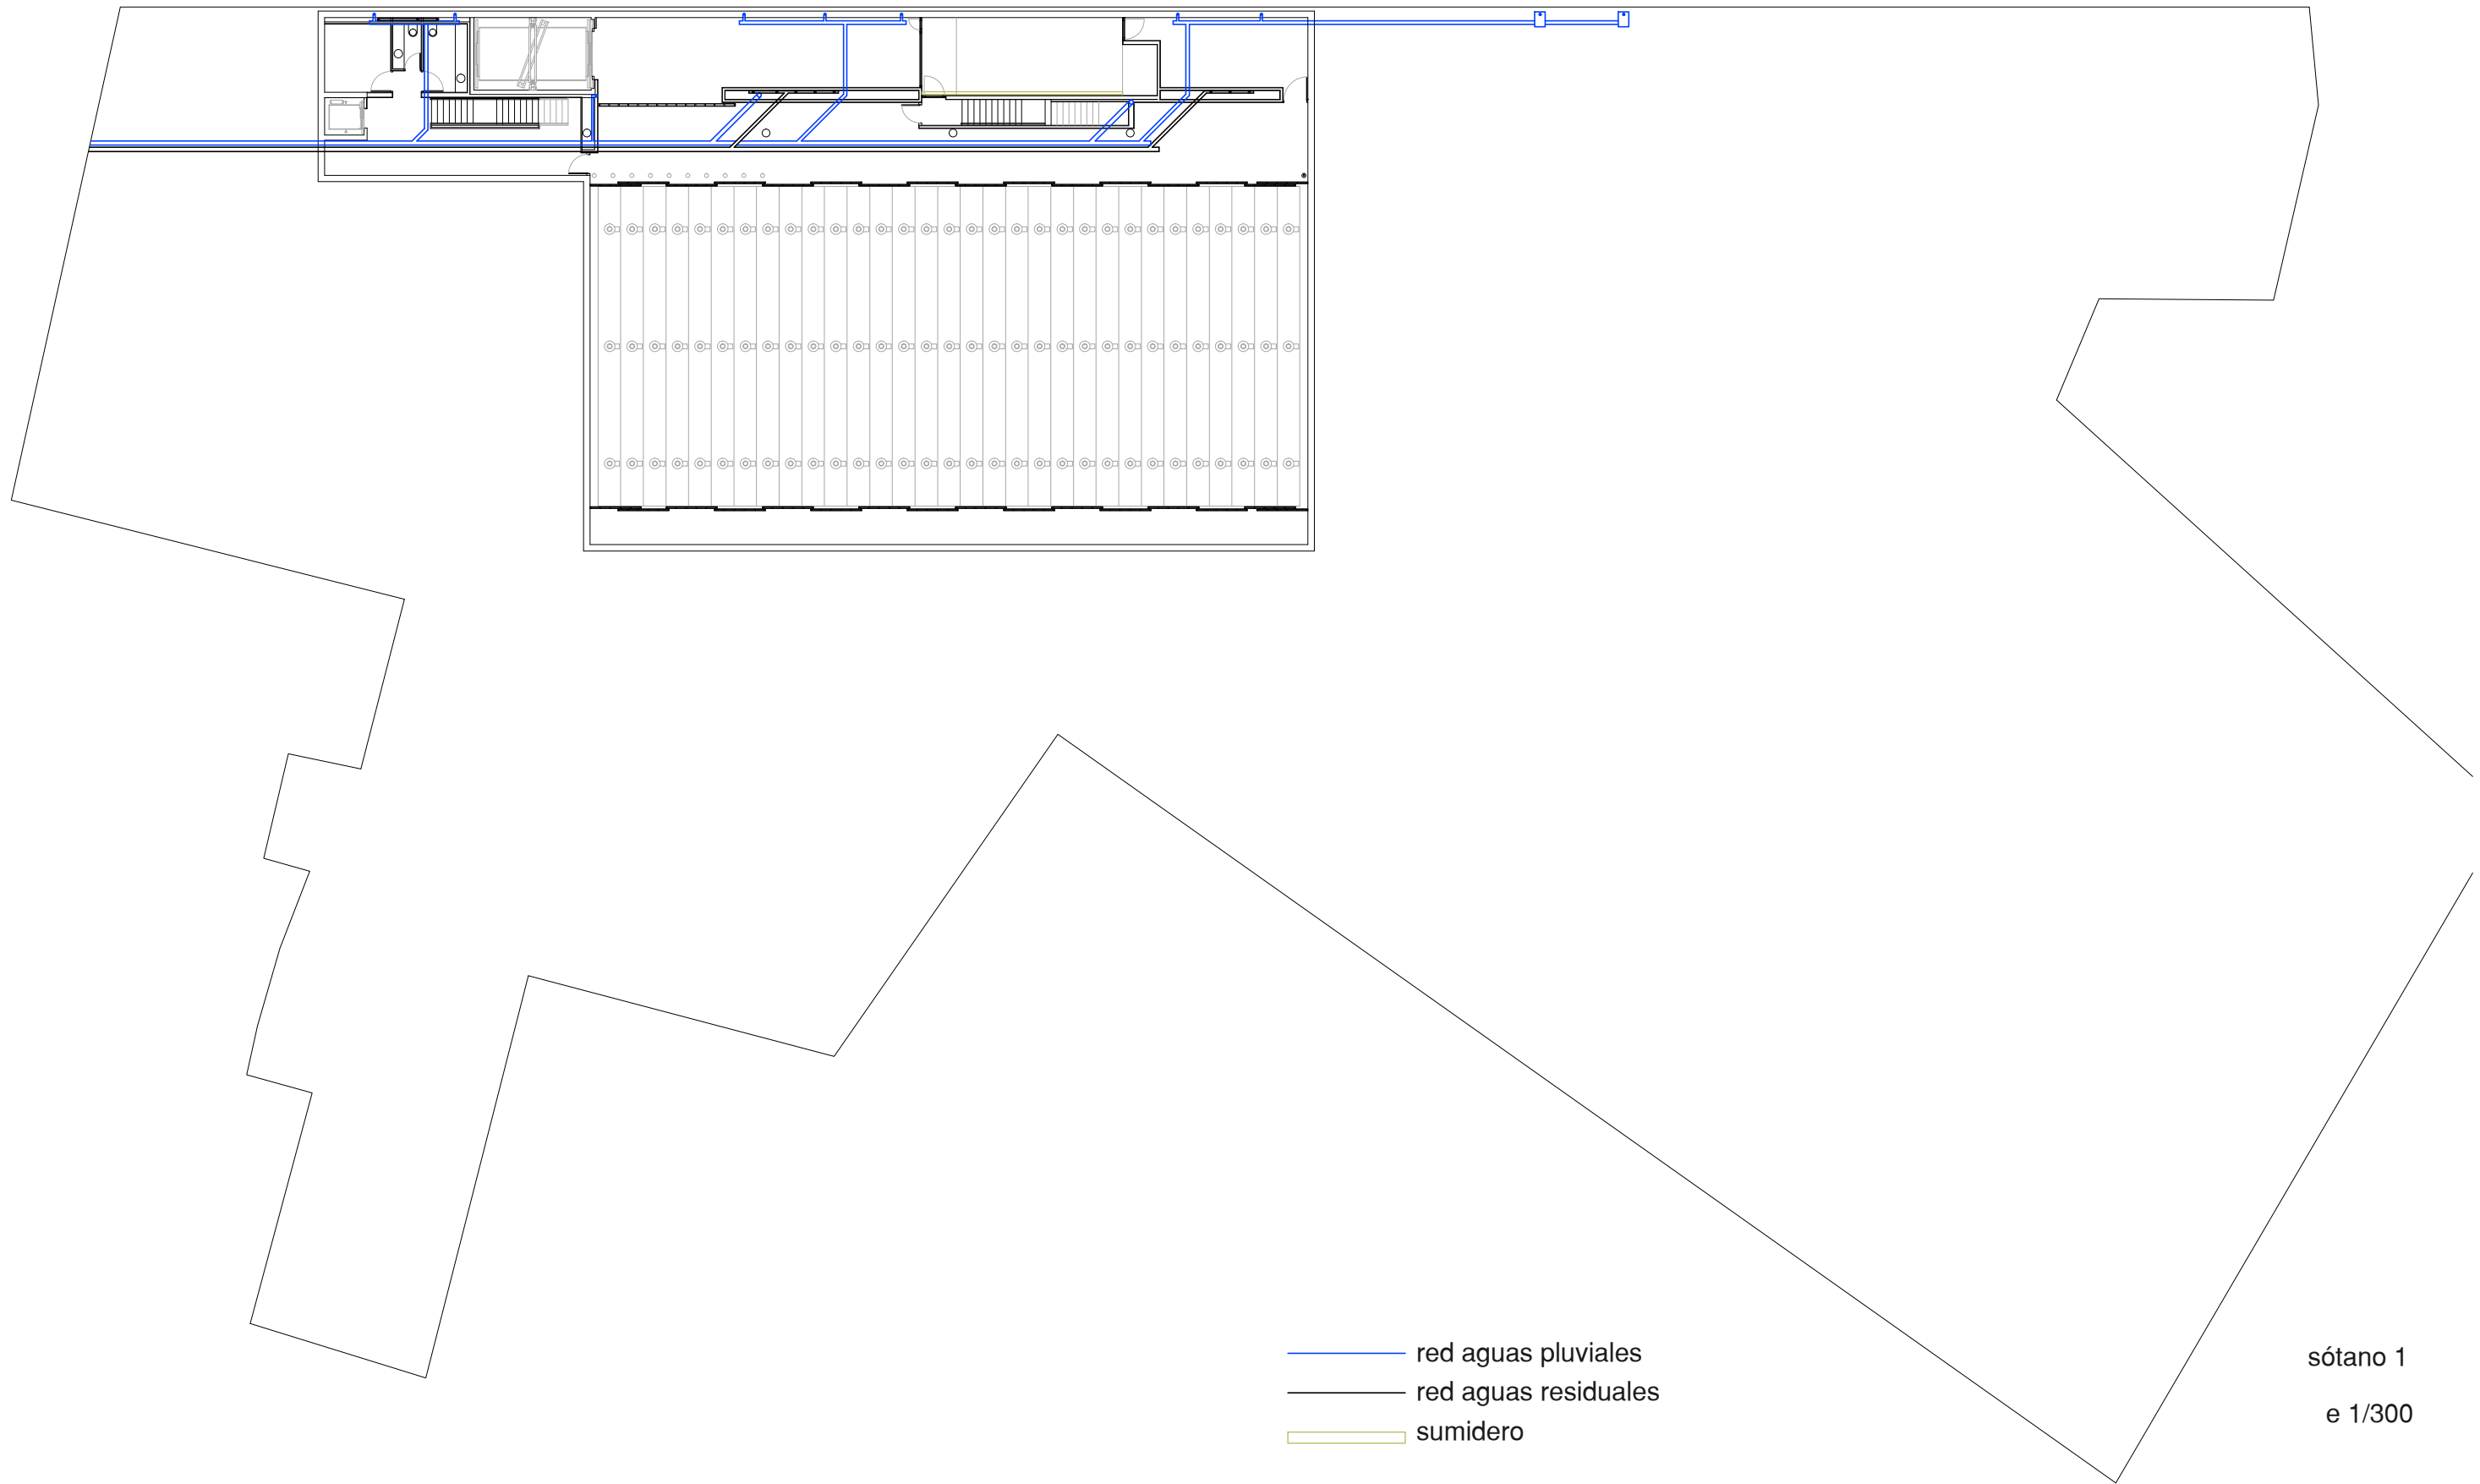 red aguas pluviales
red aguas residuales
sumidero
sótano 1
e 1/300